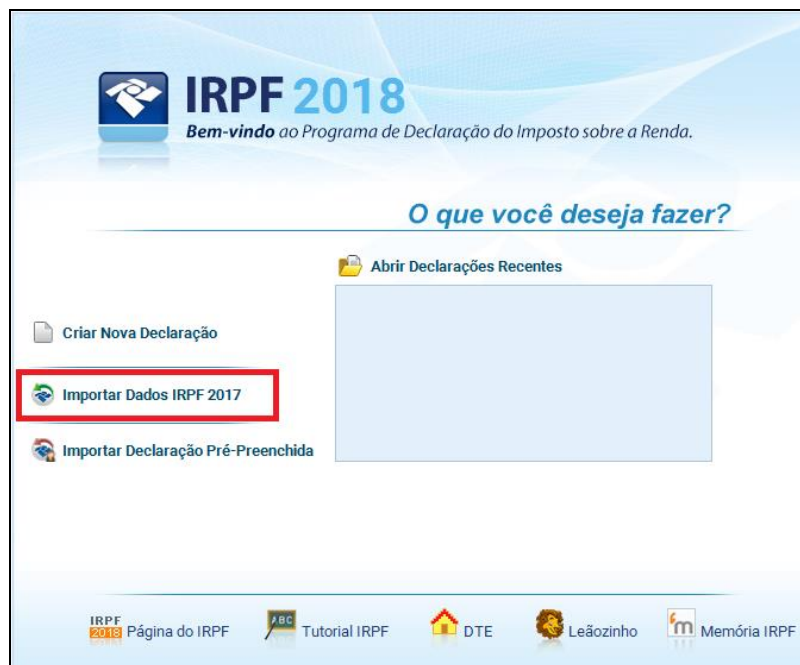 IRPF 2018
Bem-vindo ao Programa de Declaração do Imposto sobre a Renda.
O que você deseja fazer?
Abrir Declarações Recentes
Criar Nova Declaração
Importar Dados IRPF 2017
Importar Declaração Pré-Preenchida
IRPF
2018 Página do IRPF
ABC Tutorial IRPF
DTE
Leãozinho
m Memória IRPF